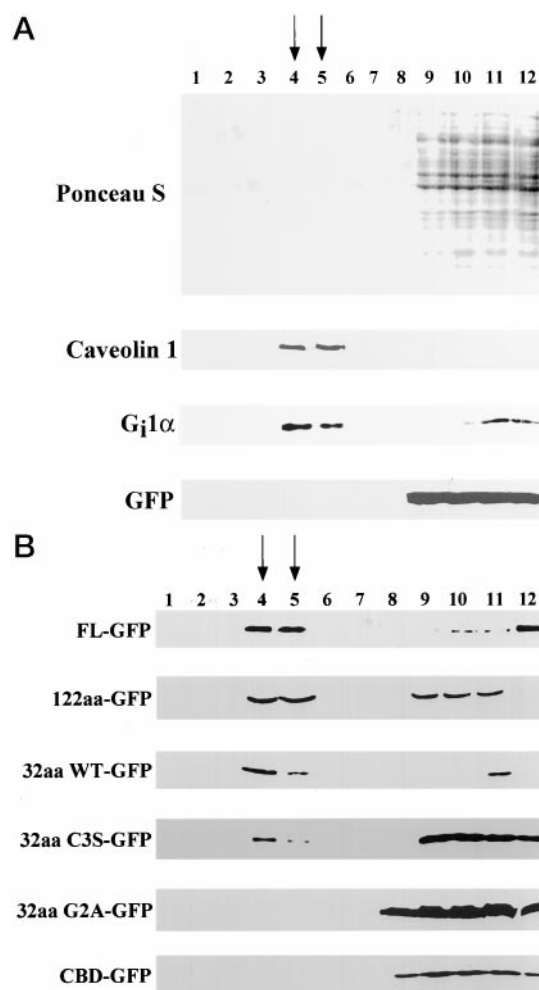 A
1 2 3 4 5 6 7 8 9 10 11 12
Ponceau S
Caveolin 1
Gi1α
GFP
B
1 2 3 4 5 6 7 8 9 10 11 12
FL-GFP
122aa-GFP
32aa WT-GFP
32aa C3S-GFP
32aa G2A-GFP
CBD-GFP